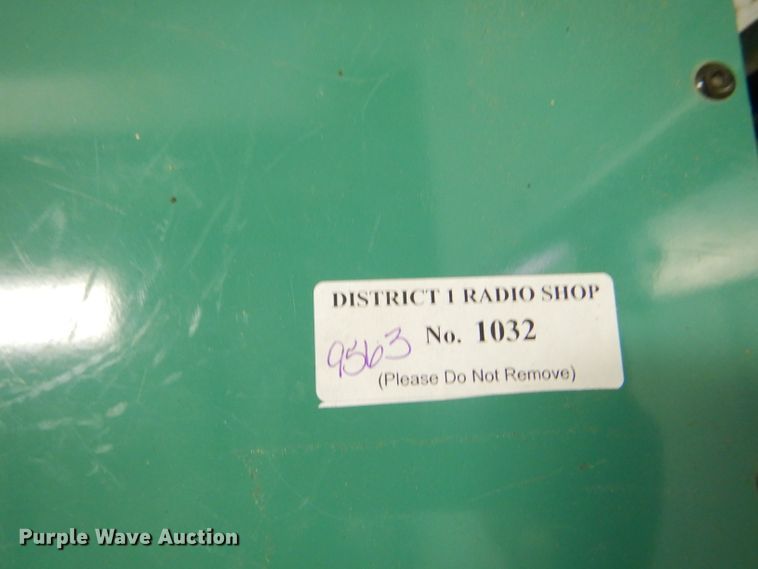 DISTRICT 1 RADIO SHOP
9563 No. 1032
(Please Do Not Remove)
Purple Wave Auction